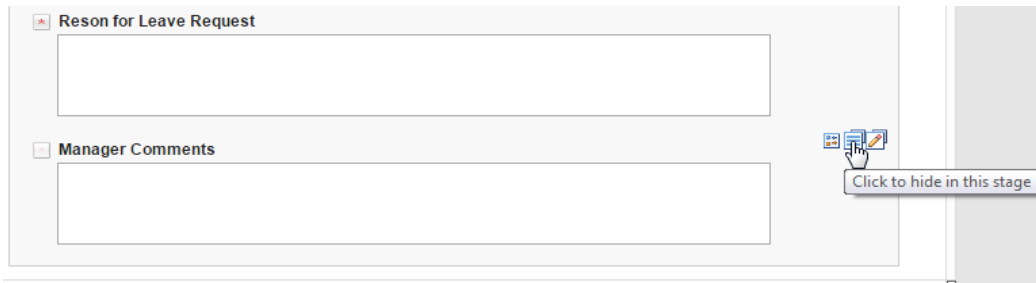 Reson for Leave Request
Manager Comments
Click to hide in this stage